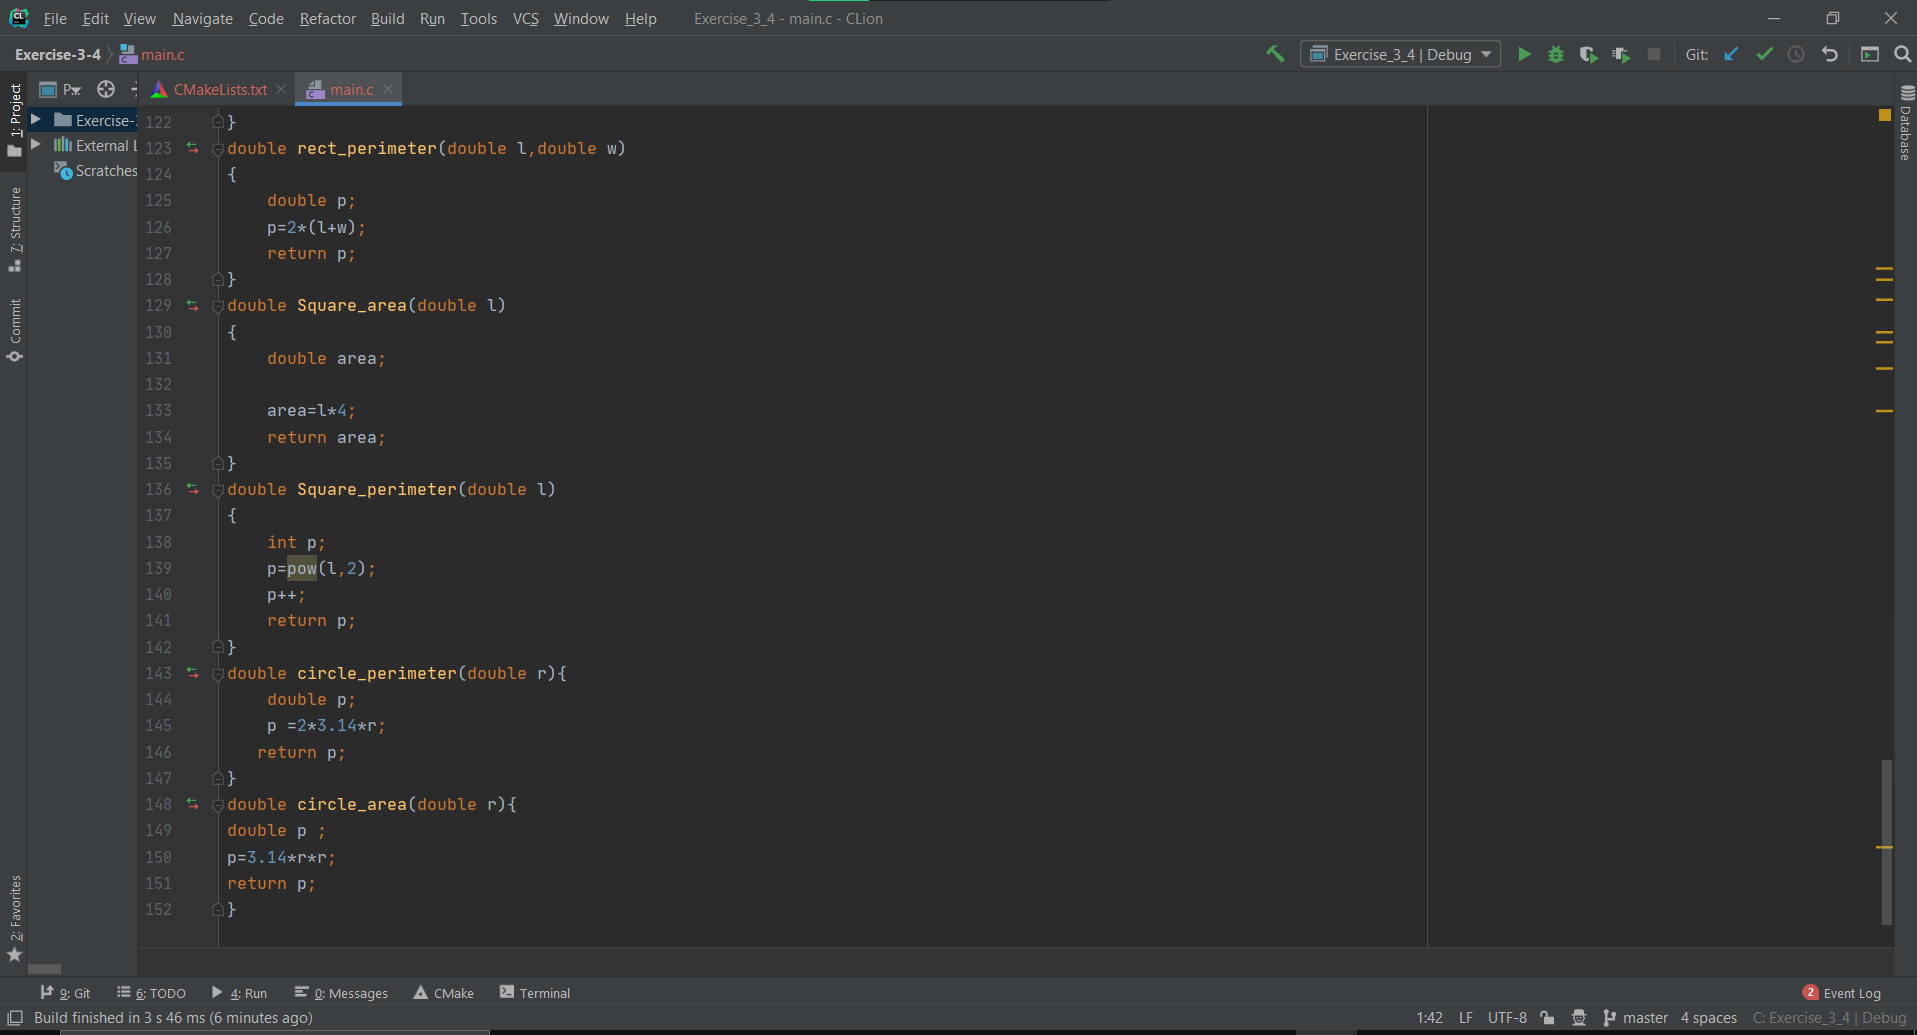 File Edit View Navigate Code Refactor Build Run Tools VCS Window Help Exercise_3_4 - main.c - CLion
Exercise-3-4 main.c Exercise_3_4 | Debug Git:
1: Project
7: Structure
Commit
2: Favorites
P
Exercise-
External L
Scratches
CMakeLists.txt main.c
122 }
123 double rect_perimeter(double l,double w)
124 {
125 double p;
126 p=2*(l+w);
127 return p;
128 }
129 double Square_area(double l)
130 {
131 double area;
132
133 area=l*4;
134 return area;
135 }
136 double Square_perimeter(double l)
137 {
138 int p;
139 p=pow(l,2);
140 p++;
141 return p;
142 }
143 double circle_perimeter(double r){
144 double p;
145 p =2*3.14*r;
146 return p;
147 }
148 double circle_area(double r){
149 double p ;
150 p=3.14*r*r;
151 return p;
152 }
Database
9: Git 6: TODO 4: Run 0: Messages CMake Terminal 2 Event Log
Build finished in 3 s 46 ms (6 minutes ago) 1:42 LF UTF-8 master 4 spaces C: Exercise_3_4 | Debug